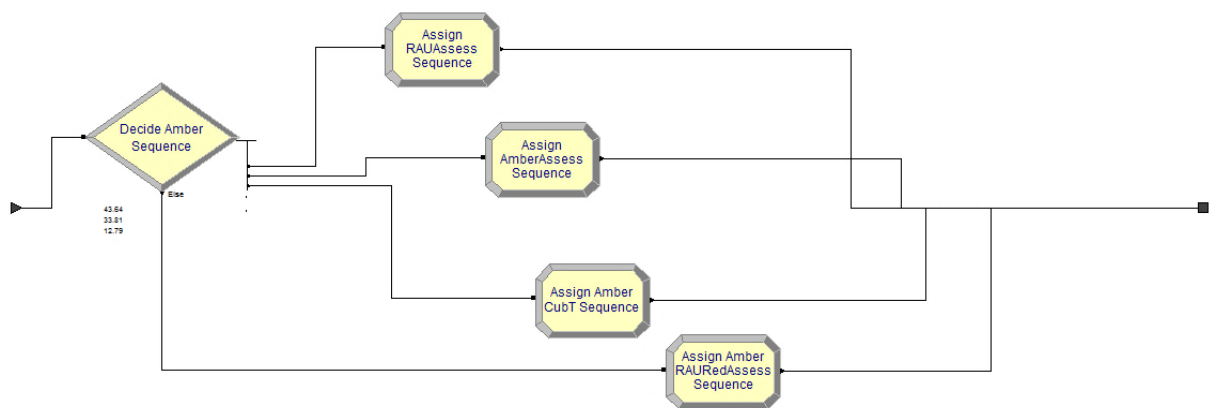 Assign
RAUAssess
Sequence
Decide Amber
Sequence
Assign
AmberAssess
Sequence
Else
43.64
33.81
12.79
Assign Amber
CubT Sequence
Assign Amber
RAURedAssess
Sequence